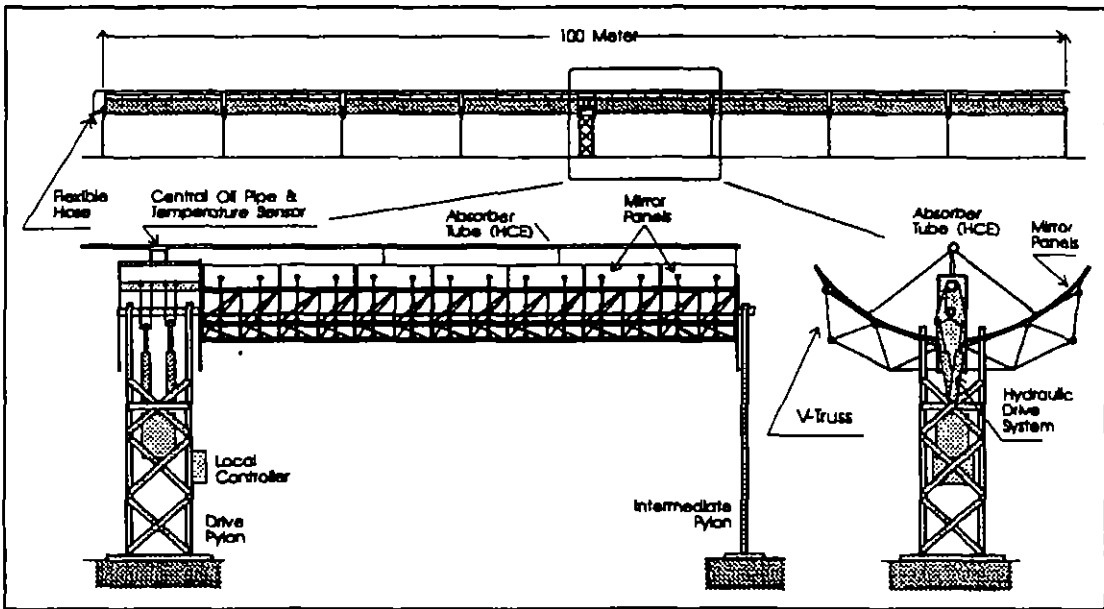 100 Meter
Flexible
Hose
Central Oil Pipe &
Temperature Sensor
Absorber
Tube (HCE)
Mirror
Panels
Absorber
Tube (HCE)
Mirror
Panels
V-Truss
Hydraulic
Drive
System
Local
Controller
Drive
Pylon
Intermediate
Pylon